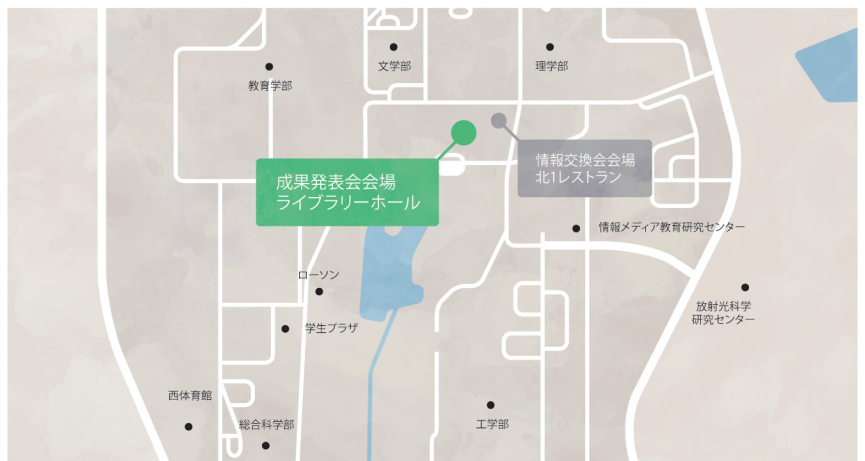 文学部
理学部
教育学部
情報交換会会場
北1レストラン
成果発表会会場
ライブラリーホール
情報メディア教育研究センター
ローソン
放射光科学
研究センター
学生プラザ
西体育館
総合科学部
工学部